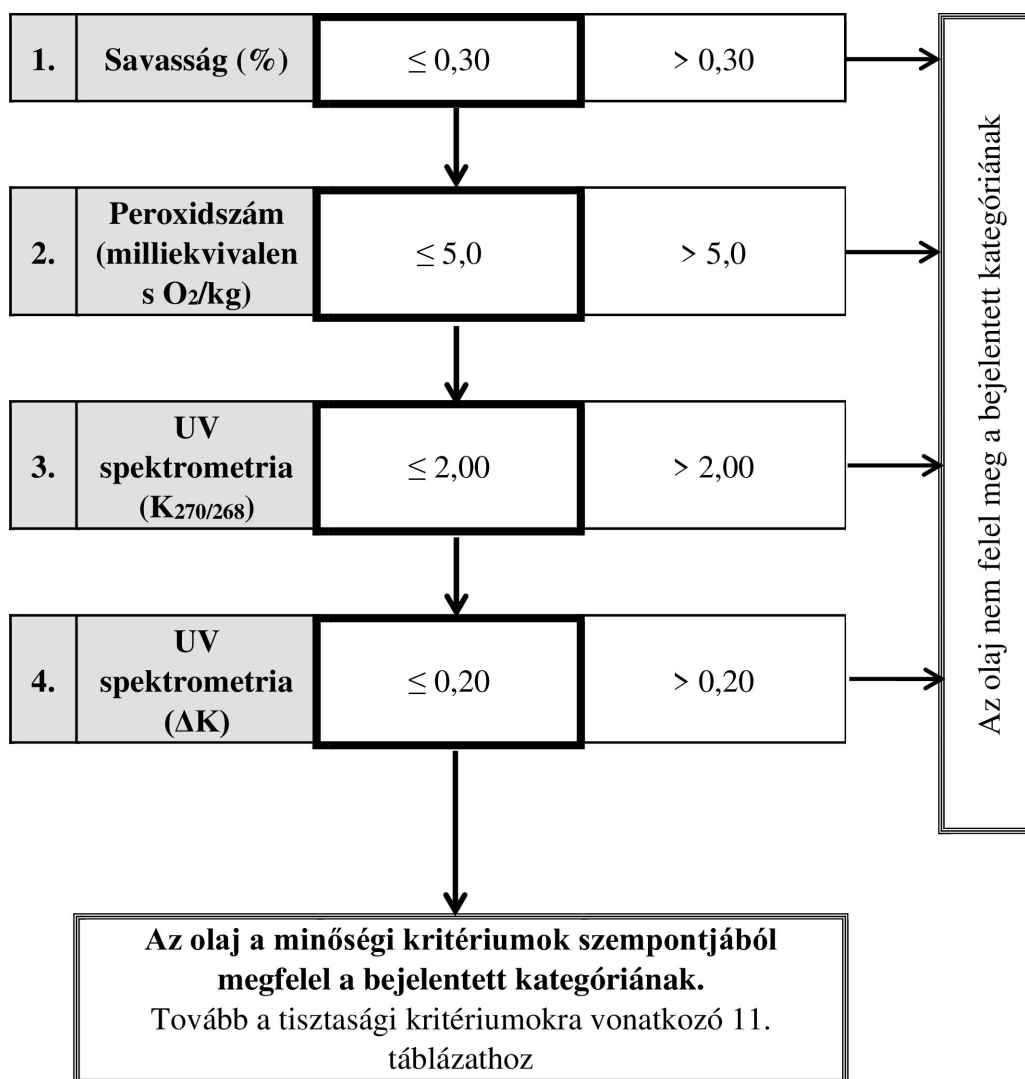 1. Savasság (%) ≤ 0,30 > 0,30
2. Peroxidszám
(milliekvivalen
s O₂/kg) ≤ 5,0 > 5,0
3. UV
spektrometria
(K₂₇₀/₂₆₈) ≤ 2,00 > 2,00
4. UV
spektrometria
(ΔK) ≤ 0,20 > 0,20
Az olaj nem felel meg a bejelentett kategóriának
Az olaj a minőségi kritériumok szempontjából
megfelel a bejelentett kategóriának.
Tovább a tisztasági kritériumokra vonatkozó 11.
táblázathoz